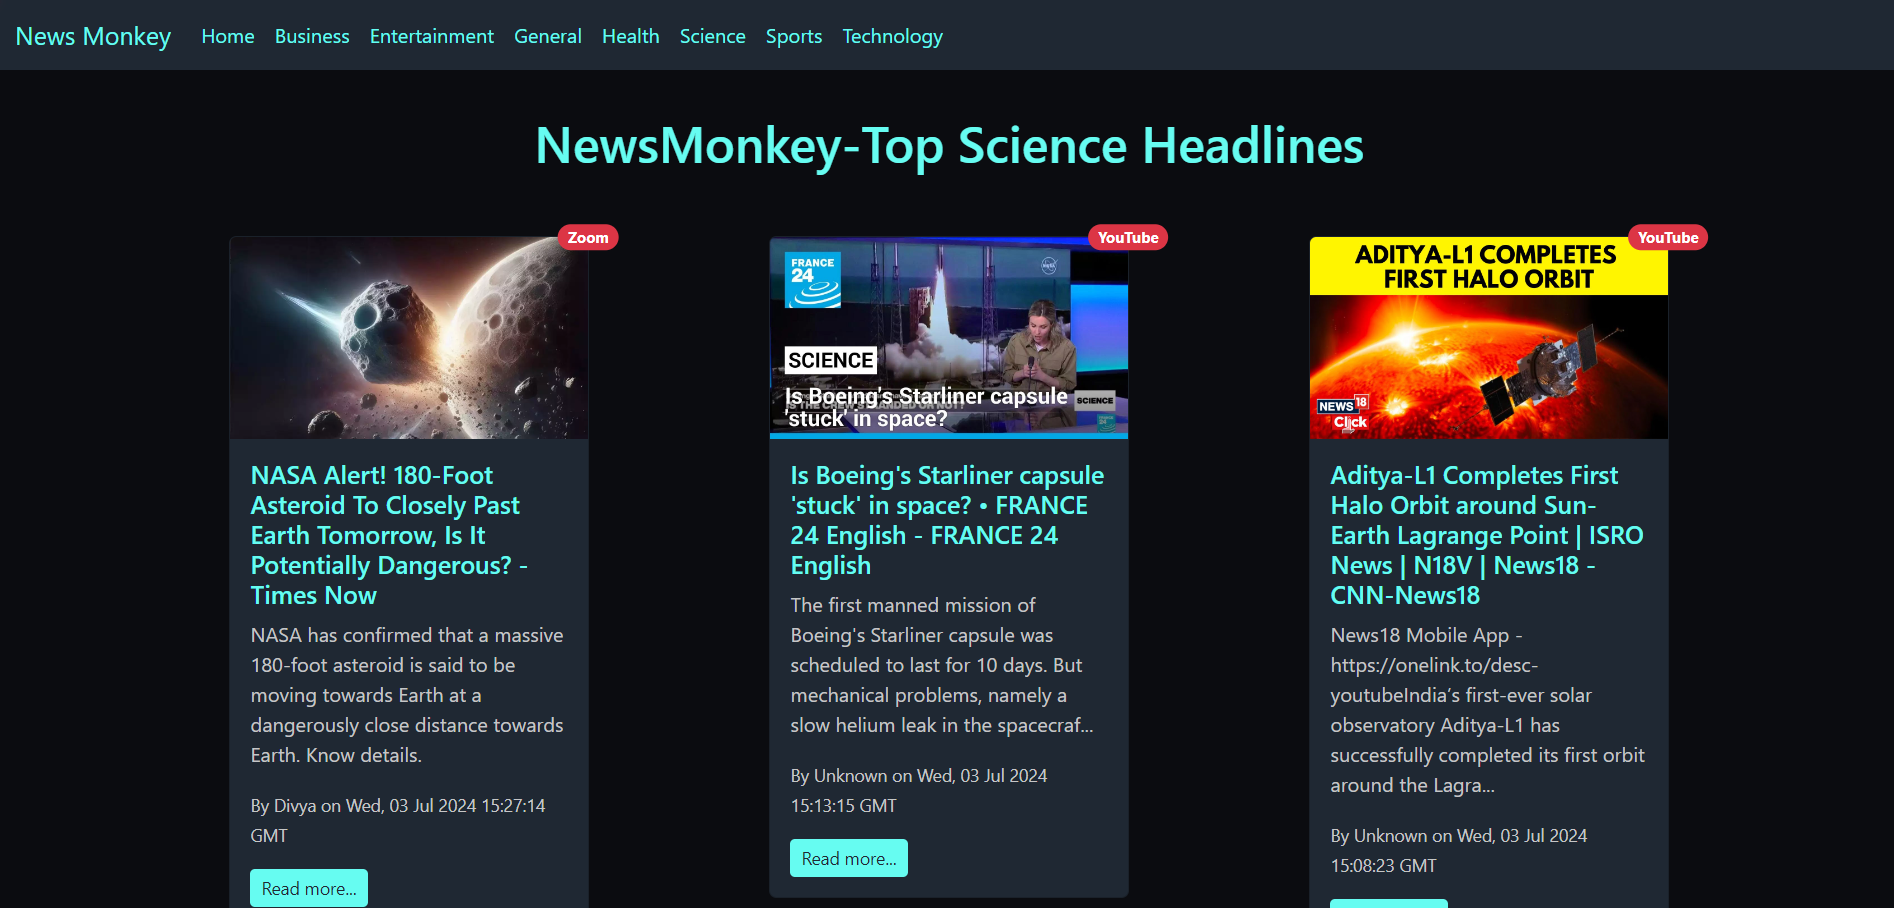 News Monkey Home Business Entertainment General Health Science Sports Technology
NewsMonkey-Top Science Headlines
Zoom
NASA Alert! 180-Foot
Asteroid To Closely Past
Earth Tomorrow, Is It
Potentially Dangerous? -
Times Now
NASA has confirmed that a massive
180-foot asteroid is said to be
moving towards Earth at a
dangerously close distance towards
Earth. Know details.
By Divya on Wed, 03 Jul 2024 15:27:14
GMT
Read more...
YouTube
FRANCE
24
SCIENCE
Is Boeing's Starliner capsule
'stuck' in space?
IS THE CREW STRANDED OR NOT?
SCIENCE
Is Boeing's Starliner capsule
'stuck' in space? • FRANCE
24 English - FRANCE 24
English
The first manned mission of
Boeing's Starliner capsule was
scheduled to last for 10 days. But
mechanical problems, namely a
slow helium leak in the spacecraf...
By Unknown on Wed, 03 Jul 2024
15:13:15 GMT
Read more...
YouTube
ADITYA-L1 COMPLETES
FIRST HALO ORBIT
NEWS 18
Click
Aditya-L1 Completes First
Halo Orbit around Sun-
Earth Lagrange Point | ISRO
News | N18V | News18 -
CNN-News18
News18 Mobile App -
https://onelink.to/desc-
youtubeIndia’s first-ever solar
observatory Aditya-L1 has
successfully completed its first orbit
around the Lagra...
By Unknown on Wed, 03 Jul 2024
15:08:23 GMT